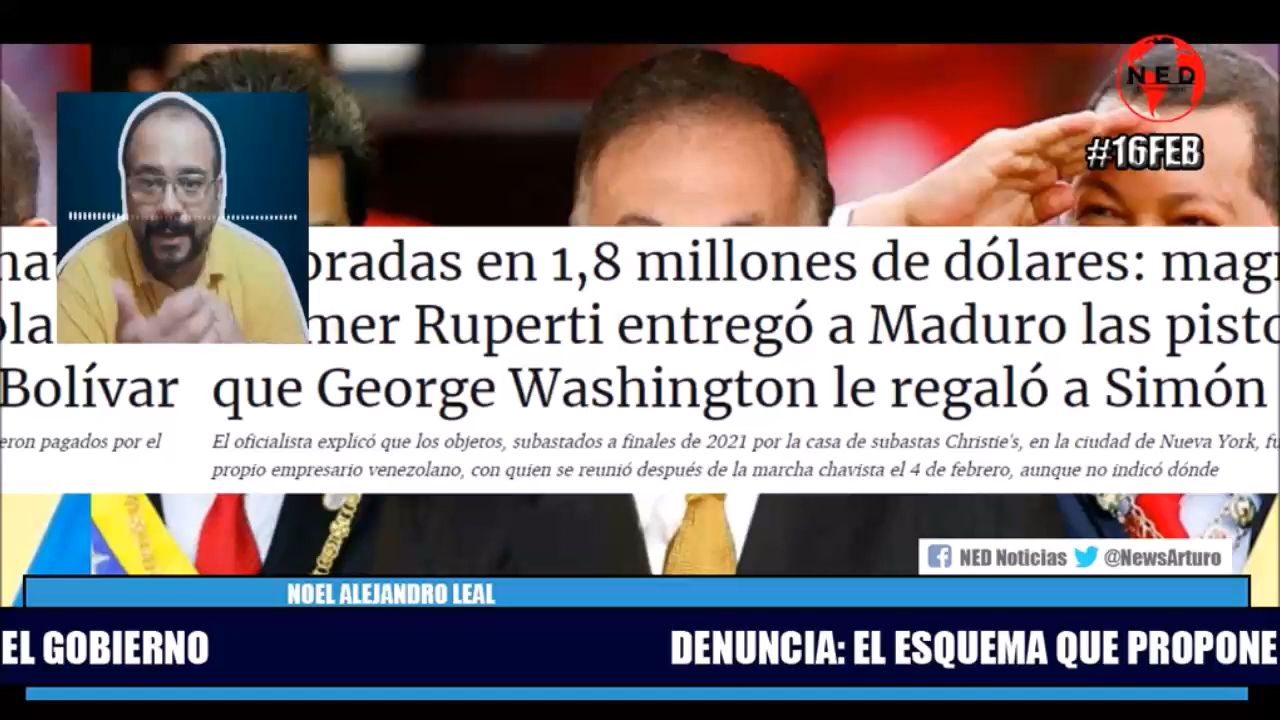 NED
#16FEB
oradas en 1,8 millones de dólares: mag
mer Ruperti entregó a Maduro las pisto
Bolívar que George Washington le regaló a Simón
eron pagados por el El oficialista explicó que los objetos, subastados a finales de 2021 por la casa de subastas Christie's, en la ciudad de Nueva York, fu
propio empresario venezolano, con quien se reunió después de la marcha chavista el 4 de febrero, aunque no indicó dónde
NED Noticias @NewsArturo
NOEL ALEJANDRO LEAL
EL GOBIERNO DENUNCIA: EL ESQUEMA QUE PROPONE